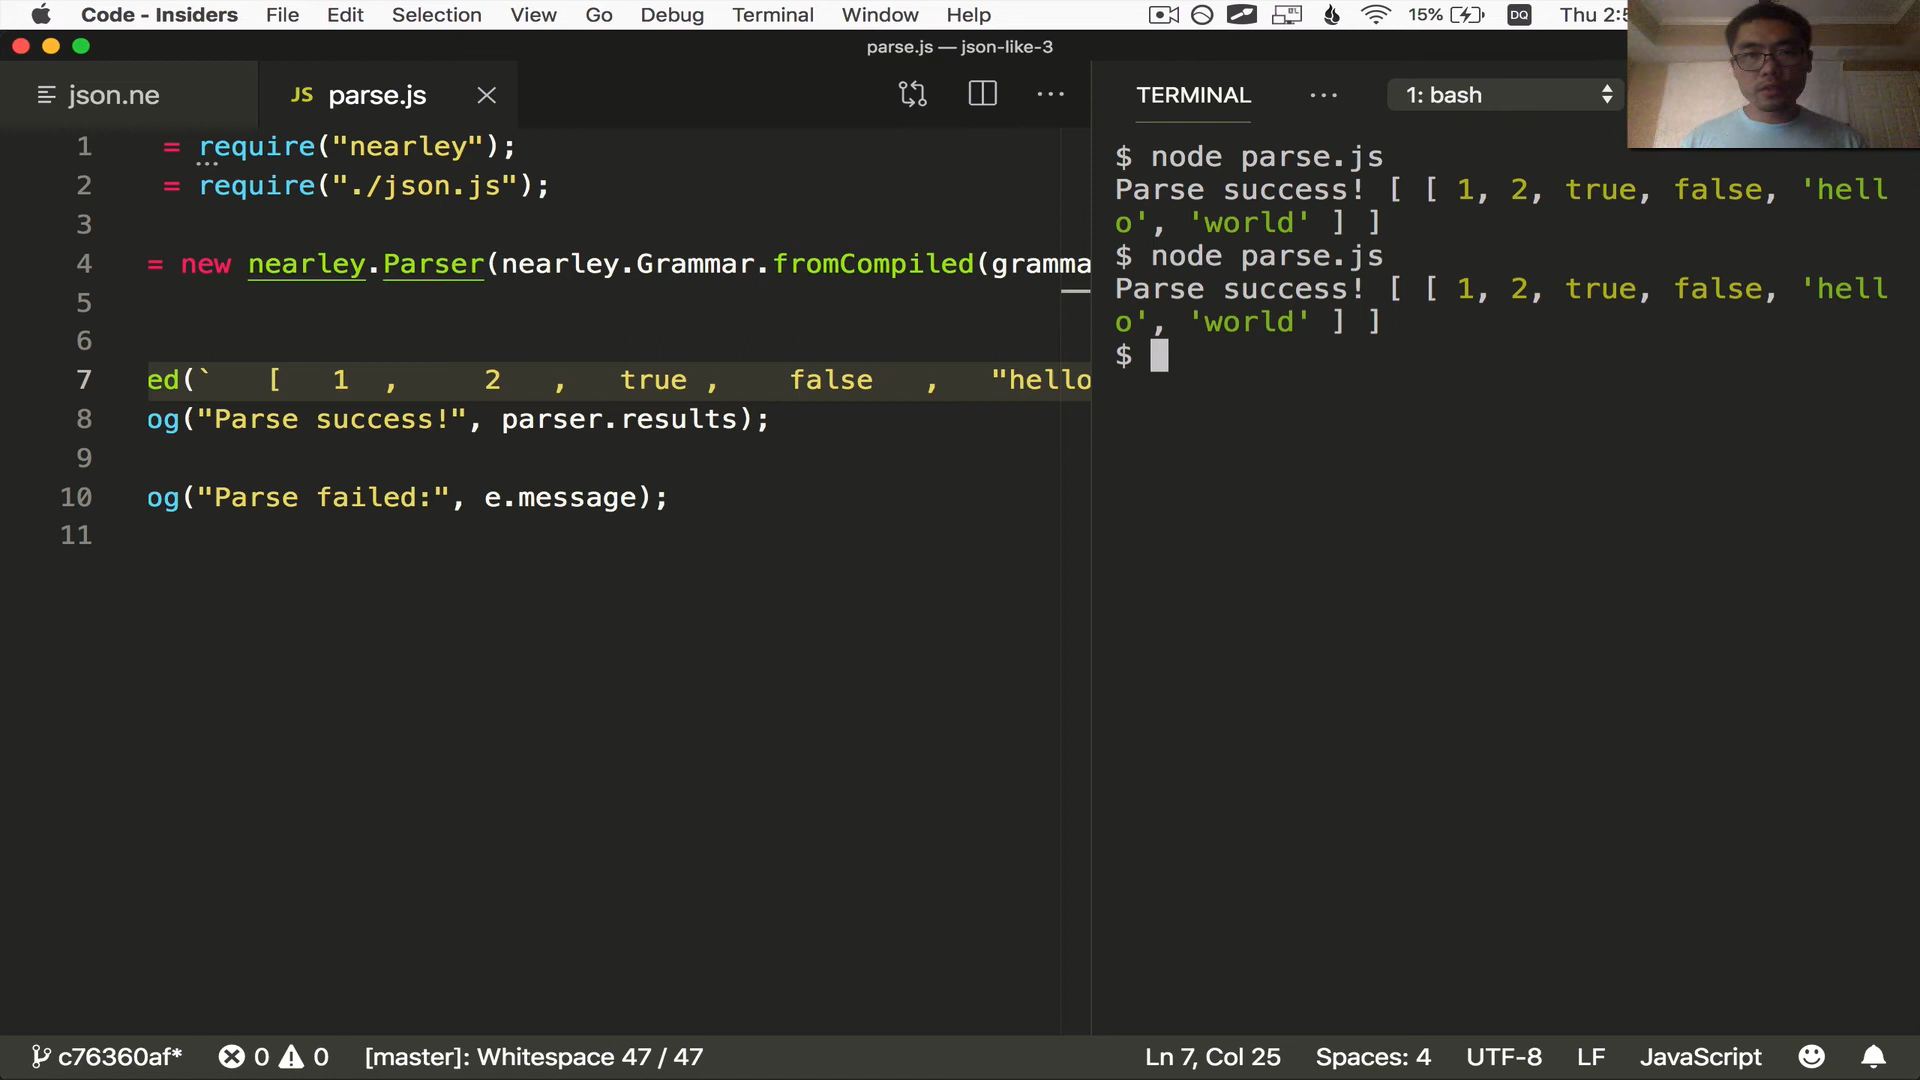 Code - Insiders File Edit Selection View Go Debug Terminal Window Help 15% DQ Thu 2:5
parse.js — json-like-3
json.ne JS parse.js
TERMINAL 1: bash
1 = require("nearley");
2 = require("./json.js");
3
4 = new nearley.Parser(nearley.Grammar.fromCompiled(gramma
5
6
7 ed(` [ 1 , 2 , true , false , "hello
8 og("Parse success!", parser.results);
9
10 og("Parse failed:", e.message);
11
$ node parse.js
Parse success! [ [ 1, 2, true, false, 'hell
o', 'world' ] ]
$ node parse.js
Parse success! [ [ 1, 2, true, false, 'hell
o', 'world' ] ]
$
c76360af* 0 0 [master]: Whitespace 47 / 47 Ln 7, Col 25 Spaces: 4 UTF-8 LF JavaScript